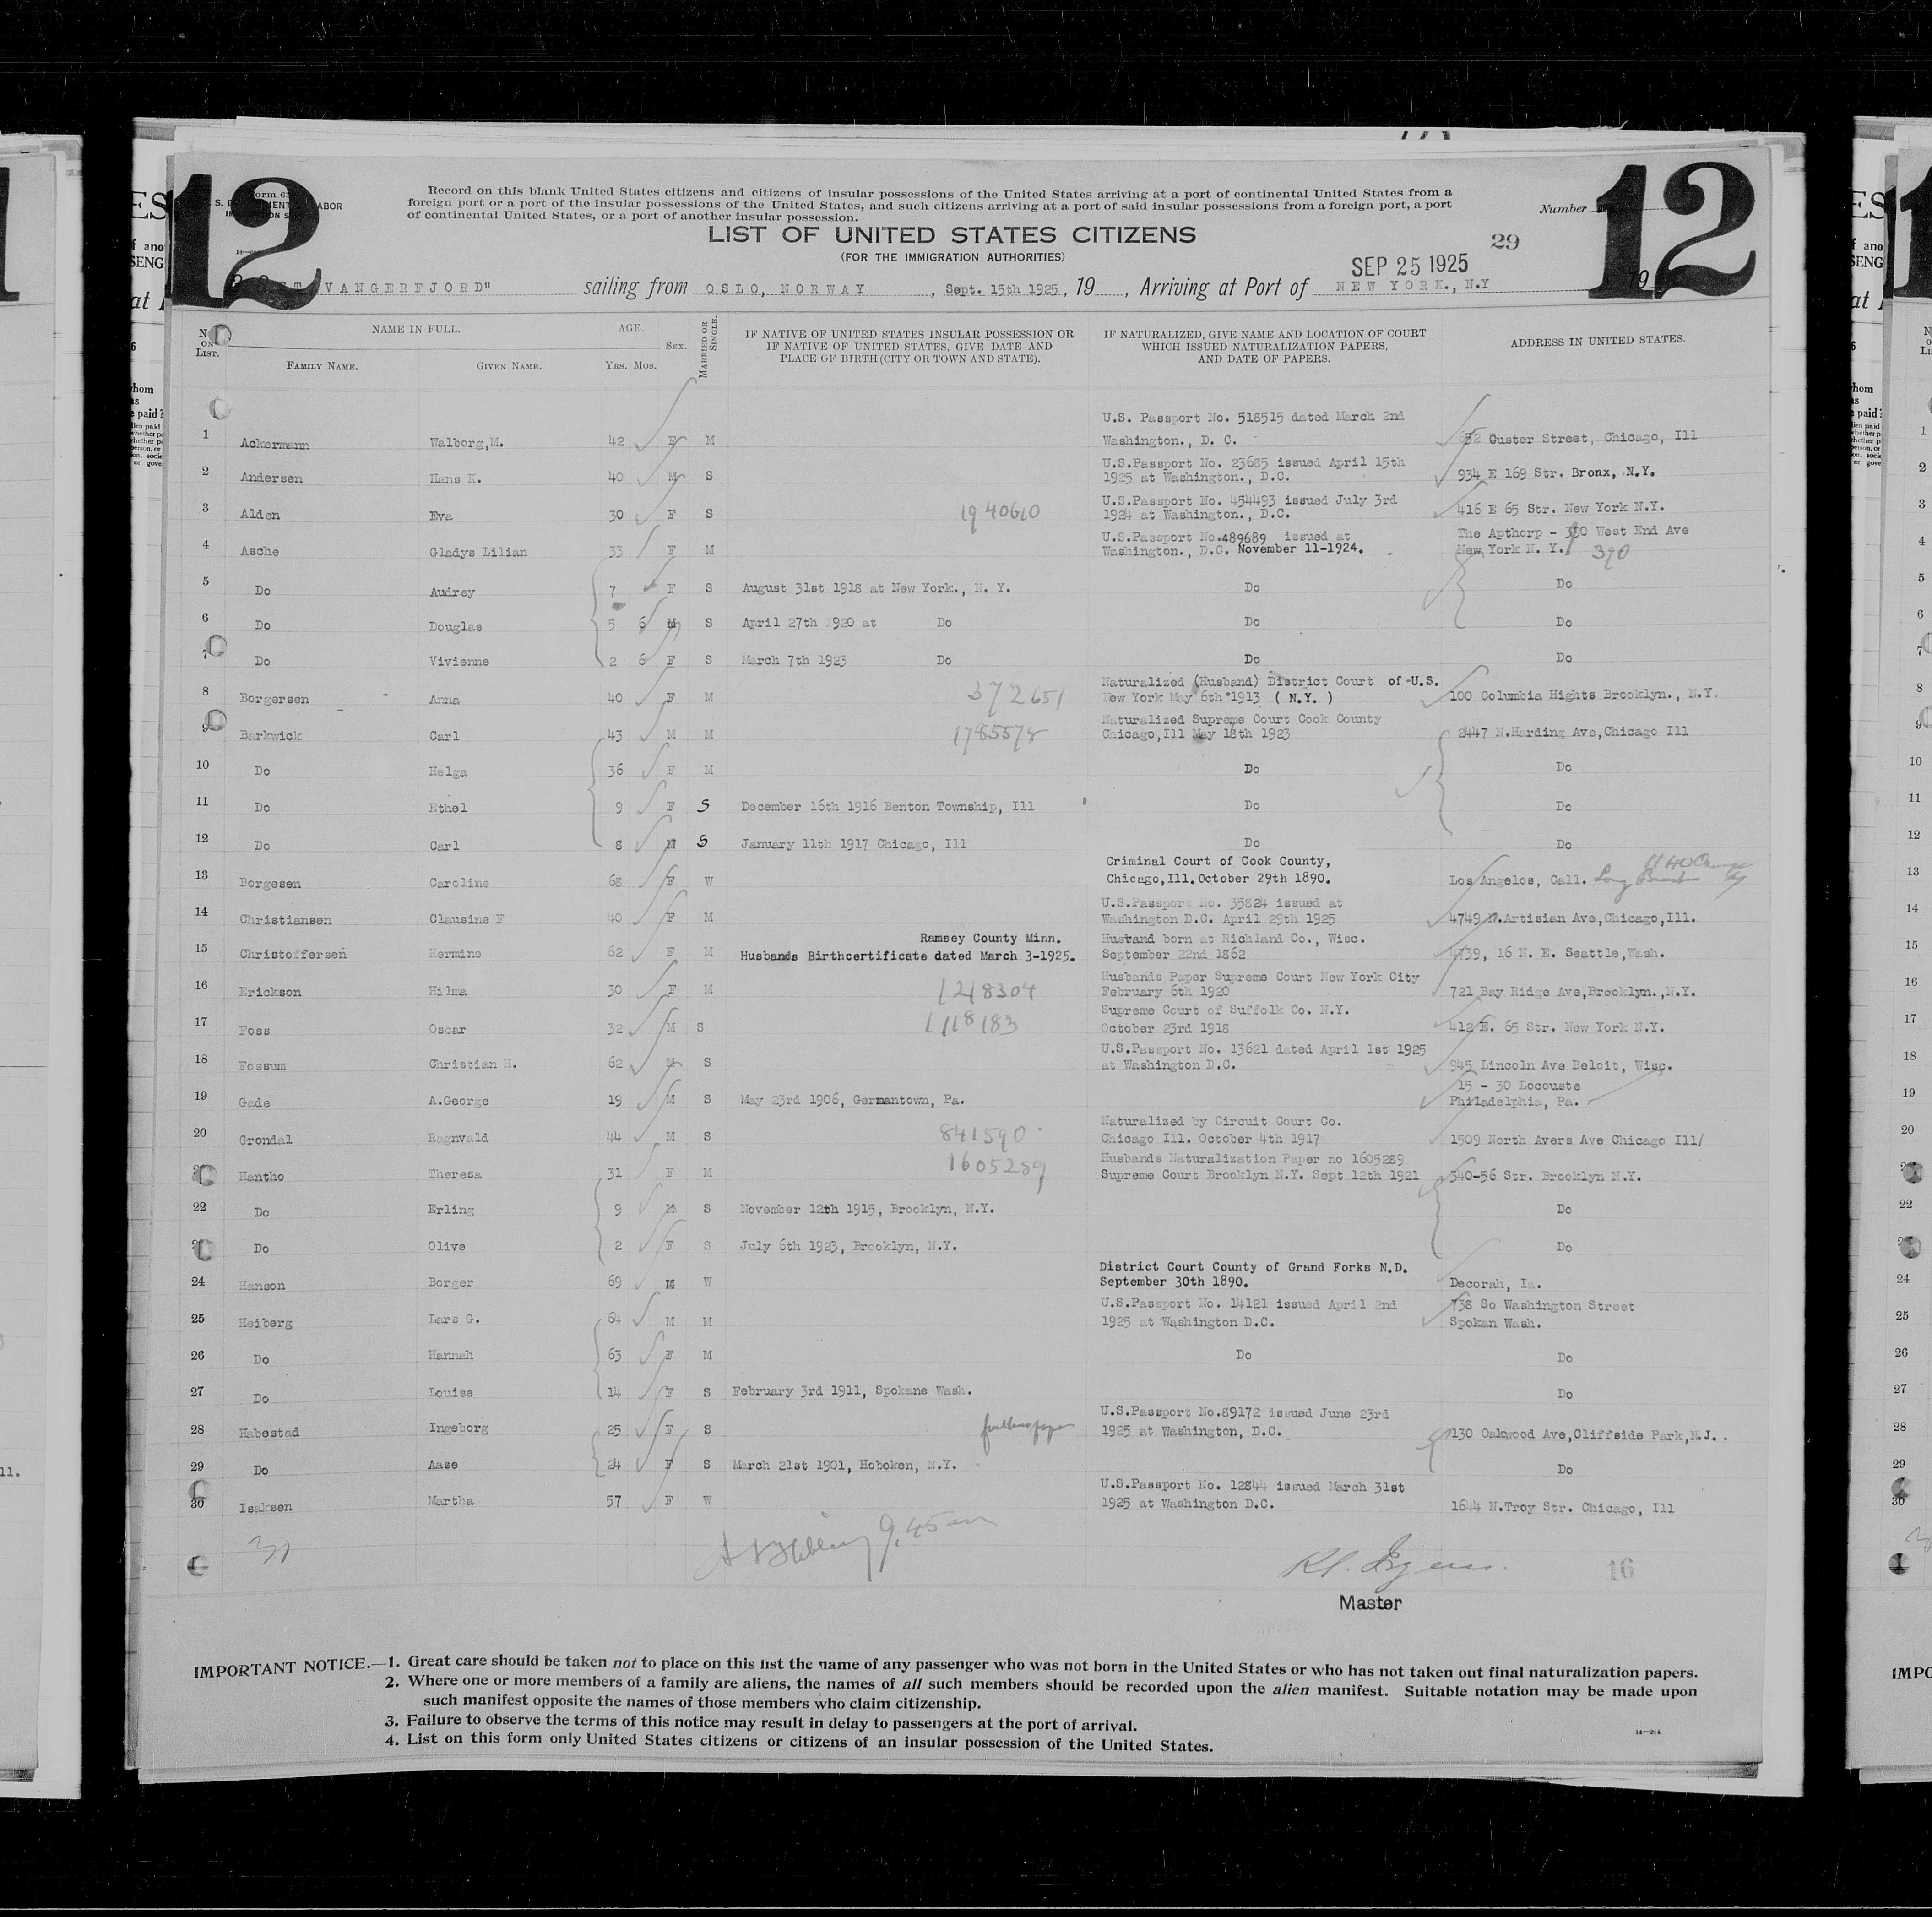 12
12
Record on this blank United States citizens and citizens of insular possessions of the United States arriving at a port of continental United States from a
foreign port or a port of the insular possessions of the United States, and such citizens arriving at a port of said insular possessions from a foreign port, a port
of continental United States, or a port of another insular possession.
Number
LIST OF UNITED STATES CITIZENS
29
(FOR THE IMMIGRATION AUTHORITIES)
SEP 25 1925
VANGERFJORD" sailing from OSLO, NORWAY, Sept. 15th 1925, 19 , Arriving at Port of NEW YORK., N.Y 19
No. ON LIST. NAME IN FULL. AGE. SEX. MARRIED OR SINGLE. IF NATIVE OF UNITED STATES INSULAR POSSESSION OR IF NATIVE OF UNITED STATES, GIVE DATE AND PLACE OF BIRTH (CITY OR TOWN AND STATE). IF NATURALIZED, GIVE NAME AND LOCATION OF COURT WHICH ISSUED NATURALIZATION PAPERS, AND DATE OF PAPERS. ADDRESS IN UNITED STATES.
FAMILY NAME. GIVEN NAME. YRS. MOS.
U.S. Passport No. 518515 dated March 2nd
1 Ackermann Walborg,M. 42 F M Washington., D. C. Custer Street, Chicago, Ill
U.S.Passport No. 23685 issued April 15th
2 Andersen Hans K. 40 M S 1925 at Washington., D.C. 934 E 169 Str. Bronx, N.Y.
U.S.Passport No. 454493 issued July 3rd
3 Alden Eva 30 F S 1940610 1924 at Washington., D.C. 416 E 65 Str. New York N.Y.
U.S.Passport No.489689 issued at The Apthorp - 390 West End Ave
4 Asche Gladys Lilian 33 F M Washington., D.C. November 11-1924. New York N. Y. 390
5 Do Audrey 7 F S August 31st 1918 at New York., N. Y. Do Do
6 Do Douglas 5 6 M S April 27th 1920 at Do Do Do
7 Do Vivienne 2 6 F S March 7th 1923 Do Do Do
Naturalized (Husband) District Court of U.S.
8 Borgersen Anna 40 F M 372651 New York May 6th 1913 ( N.Y. ) 100 Columbia Hights Brooklyn., N.Y.
Naturalized Supreme Court Cook County
9 Barkwick Carl 43 M M 1785578 Chicago,Ill May 18th 1923 2447 N.Harding Ave,Chicago Ill
10 Do Helga 36 F M Do Do
11 Do Ethel 9 F S December 16th 1916 Benton Township, Ill Do Do
12 Do Carl 8 M S January 11th 1917 Chicago, Ill Do Do
Criminal Court of Cook County,
13 Borgesen Caroline 68 F W Chicago,Ill.October 29th 1890. Los Angelos, Call.
U.S.Passport No. 35824 issued at
14 Christiansen Clausine F 40 F M Washington D.C. April 29th 1925 4749 N.Artisian Ave,Chicago,Ill.
Ramsey County Minn. Husband born at Richland Co., Wisc.
15 Christoffersen Hermine 62 F M Husbands Birthcertificate dated March 3-1925. September 22nd 1862 4739, 16 N. E. Seattle,Wash.
Husbands Paper Supreme Court New York City
16 Erickson Hilma 30 F M 1218304 February 6th 1920 721 Bay Ridge Ave,Brooklyn.,N.Y.
Supreme Court of Suffolk Co. N.Y.
17 Foss Oscar 32 M S 1118183 October 23rd 1918 412 E. 65 Str. New York N.Y.
U.S.Passport No. 13621 dated April 1st 1925
18 Fossum Christian H. 62 M S at Washington D.C. 945 Lincoln Ave Beloit, Wisc.
15 - 30 Locouste
19 Gade A.George 19 M S May 23rd 1906, Germantown, Pa. Philadelphia, Pa.
Naturalized by Circuit Court Co.
20 Grondal Ragnvald 44 M S 841590 Chicago Ill. October 4th 1917 1509 North Avers Ave Chicago Ill/
Husbands Naturalization Paper no 1605289
Hantho Theresa 31 F M 1605289 Supreme Court Brooklyn N.Y. Sept 12th 1921 340-56 Str. Brooklyn N.Y.
22 Do Erling 9 M S November 12th 1915, Brooklyn, N.Y. Do
Do Olive 2 F S July 6th 1923, Brooklyn, N.Y. Do
District Court County of Grand Forks N.D.
24 Hanson Borger 69 M W September 30th 1890. Decorah, Ia.
U.S.Passport No. 14121 issued April 2nd 738 So Washington Street
25 Heiberg Lars G. 64 M M 1925 at Washington D.C. Spokan Wash.
26 Do Hannah 63 F M Do Do
27 Do Louise 14 F S February 3rd 1911, Spokane Wash. Do
U.S.Passport No.89172 issued June 23rd
28 Habestad Ingeborg 25 F S 1925 at Washington, D.C. 1130 Oakwood Ave,Cliffside Park,N.J.
29 Do Aase 24 F S March 21st 1901, Hoboken, N.Y. Do
U.S.Passport No. 12844 issued March 31st
30 Isaksen Martha 57 F W 1925 at Washington D.C. 1644 N.Troy Str. Chicago, Ill
9.45 am
16
Master
IMPORTANT NOTICE.—1. Great care should be taken not to place on this list the name of any passenger who was not born in the United States or who has not taken out final naturalization papers.
2. Where one or more members of a family are aliens, the names of all such members should be recorded upon the alien manifest. Suitable notation may be made upon
such manifest opposite the names of those members who claim citizenship.
3. Failure to observe the terms of this notice may result in delay to passengers at the port of arrival.
4. List on this form only United States citizens or citizens of an insular possession of the United States.
14—214